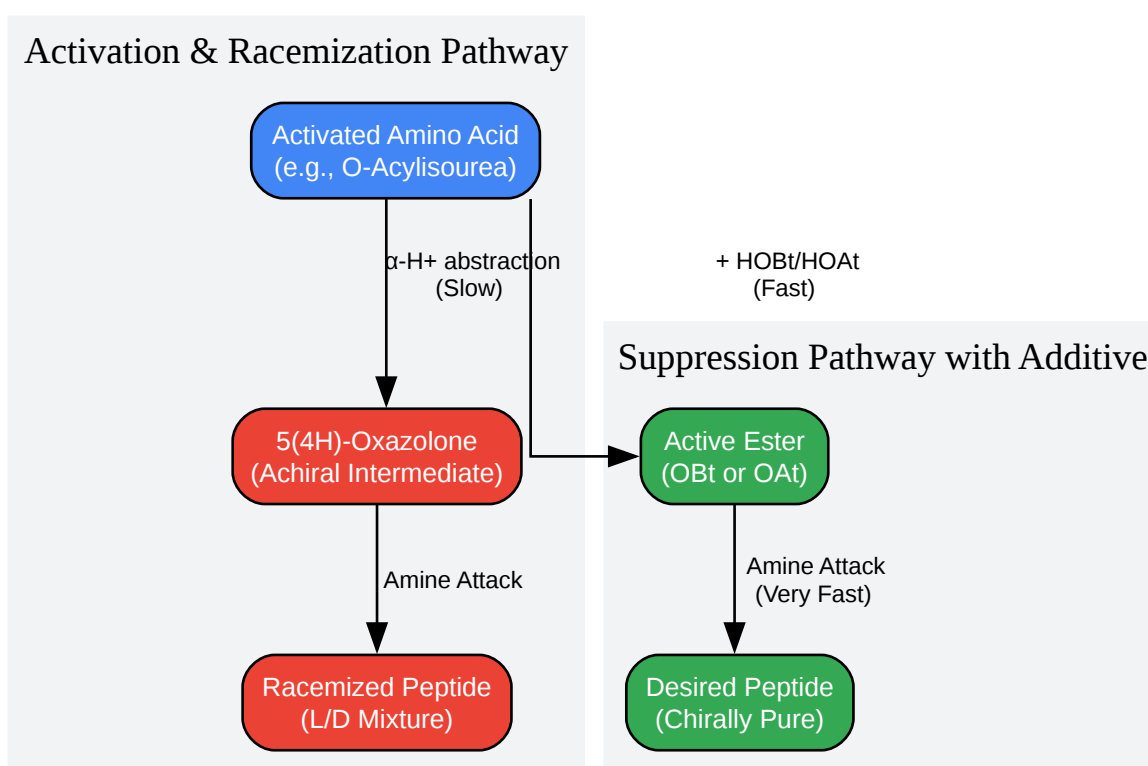 Activation & Racemization Pathway
Activated Amino Acid
(e.g., O-Acylisourea)
α-H+ abstraction
(Slow)
+ HOBt/HOAt
(Fast)
Suppression Pathway with Additive
5(4H)-Oxazolone
(Achiral Intermediate)
Active Ester
(OBt or OAt)
Amine Attack
Amine Attack
(Very Fast)
Racemized Peptide
(L/D Mixture)
Desired Peptide
(Chirally Pure)